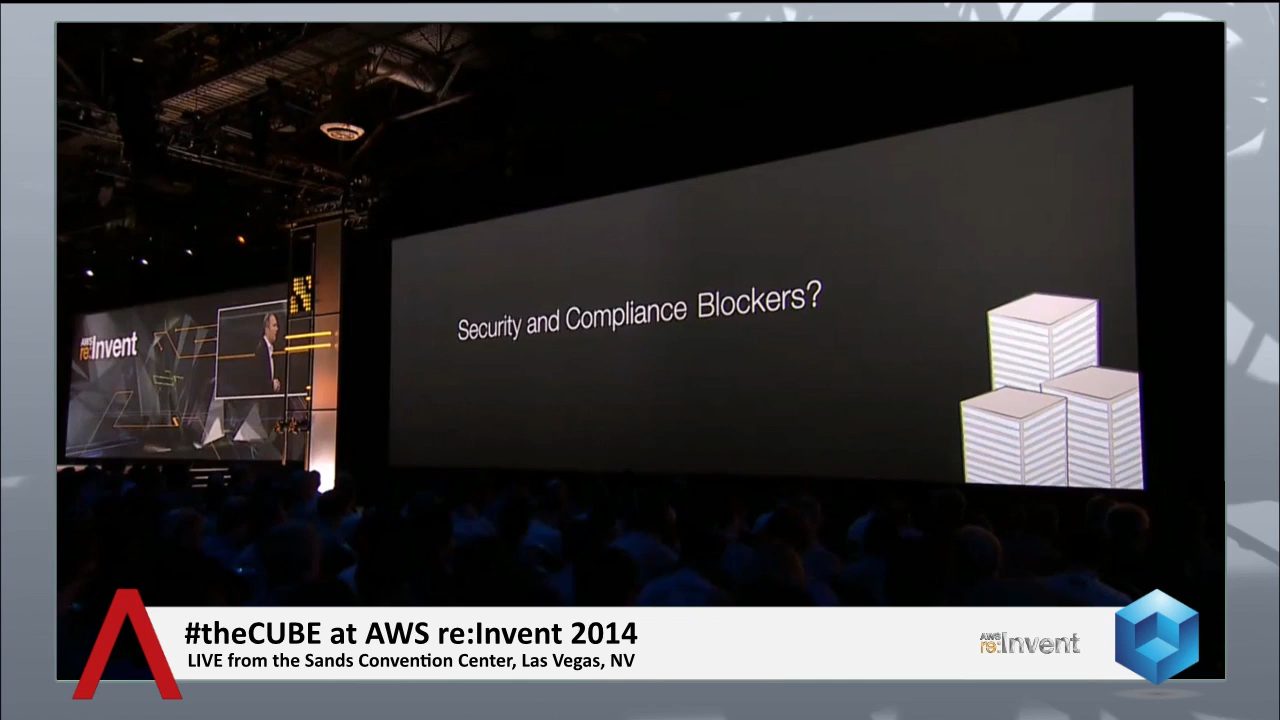 AWS
re:Invent
Security and Compliance Blockers?
#theCUBE at AWS re:Invent 2014
LIVE from the Sands Convention Center, Las Vegas, NV
AWS
re:Invent